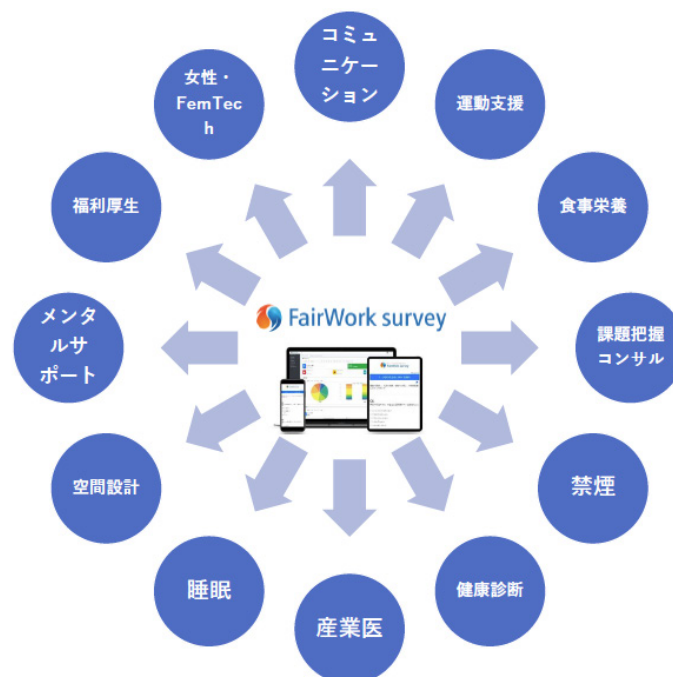 コミュ
ニケー
ション
運動支援
食事栄養
課題把握
コンサル
禁煙
健康診断
産業医
睡眠
空間設計
メンタ
ルサ
ポート
福利厚生
女性・
FemTec
h
FairWork survey